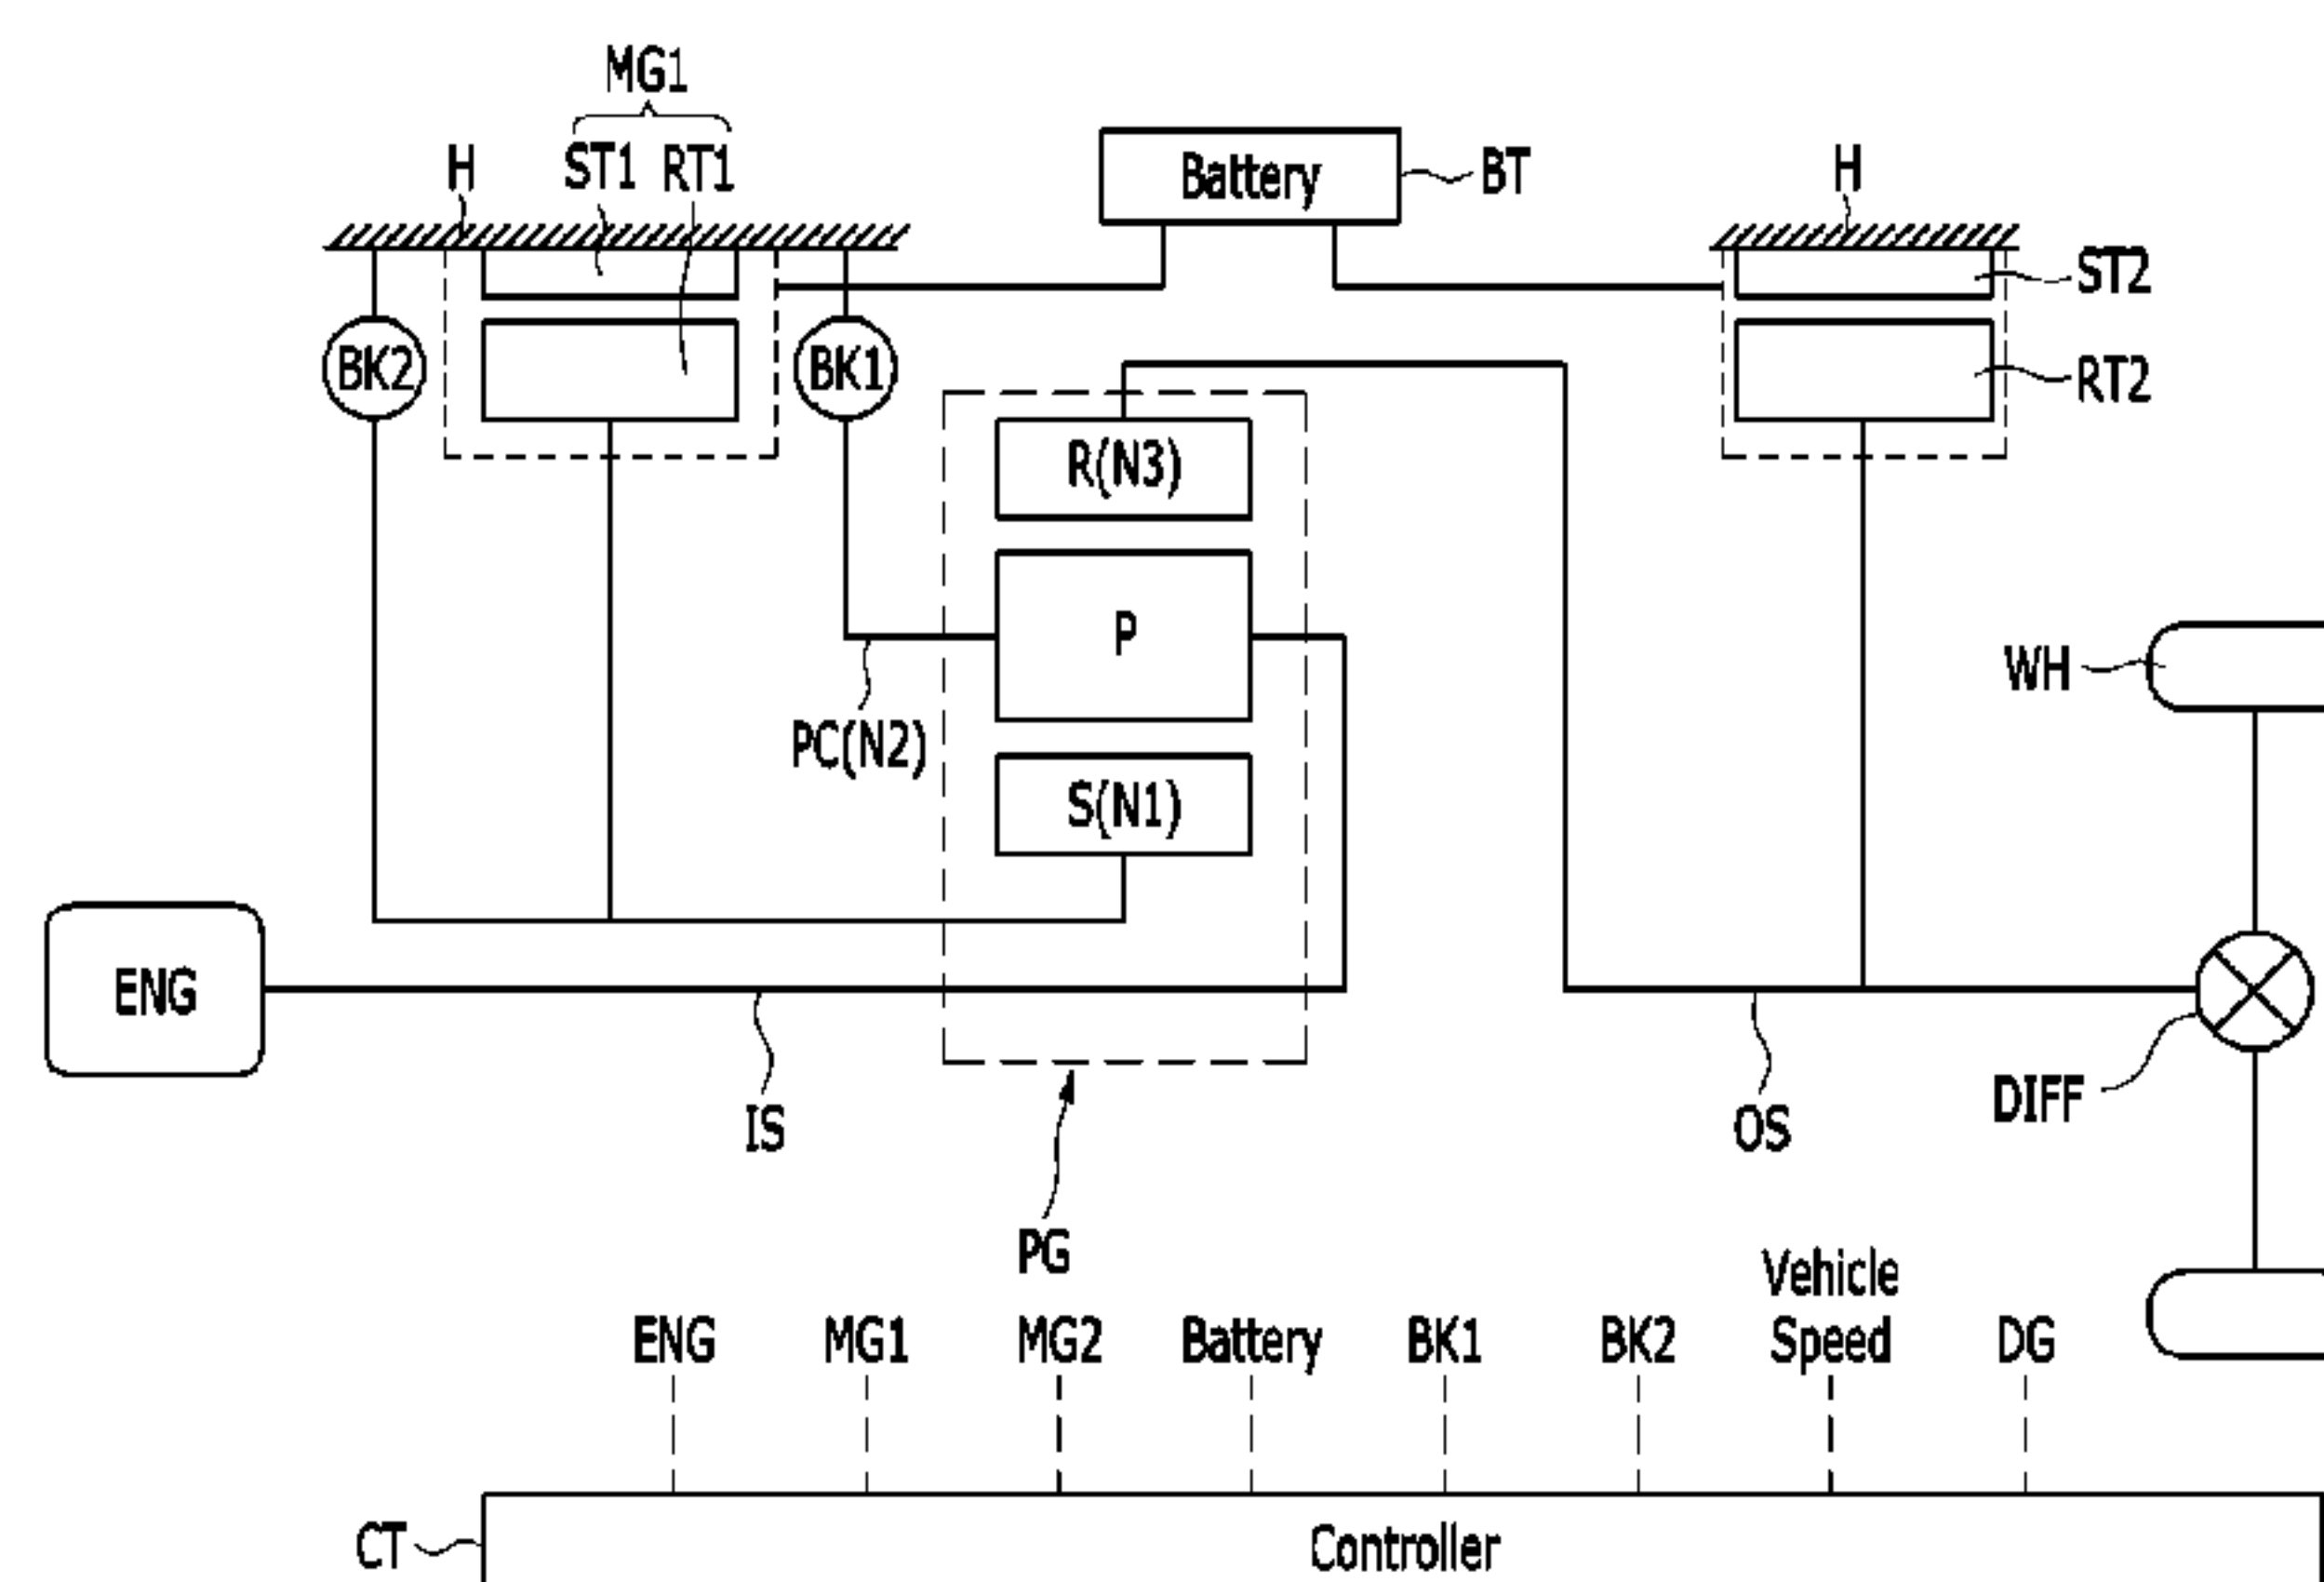 MG1
H
ST1 RT1
Battery
BT
H
ST2
BK2
BK1
RT2
R(N3)
P
WH
PC(N2)
S(N1)
ENG
DIFF
IS
OS
PG
Vehicle
ENG MG1 MG2 Battery BK1 BK2 Speed DG
CT
Controller